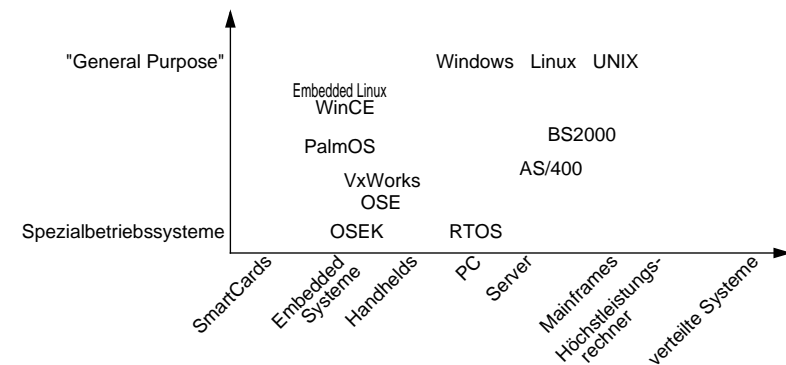 "General Purpose"
Windows Linux UNIX
Embedded Linux
WinCE
BS2000
PalmOS
AS/400
VxWorks
OSE
Spezialbetriebssysteme
OSEK
RTOS
SmartCards
Embedded
Systeme
Handhelds
PC
Server
Mainframes
Höchstleistungs-
rechner
verteilte Systeme